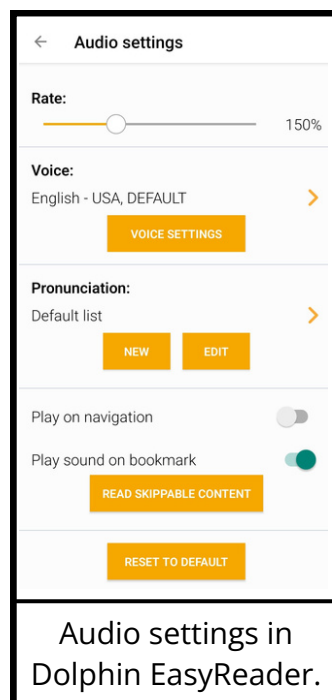 Audio settings
Rate:
150%
Voice:
English - USA, DEFAULT
VOICE SETTINGS
Pronunciation:
Default list
NEW EDIT
Play on navigation
Play sound on bookmark
READ SKIPPABLE CONTENT
RESET TO DEFAULT
Audio settings in
Dolphin EasyReader.